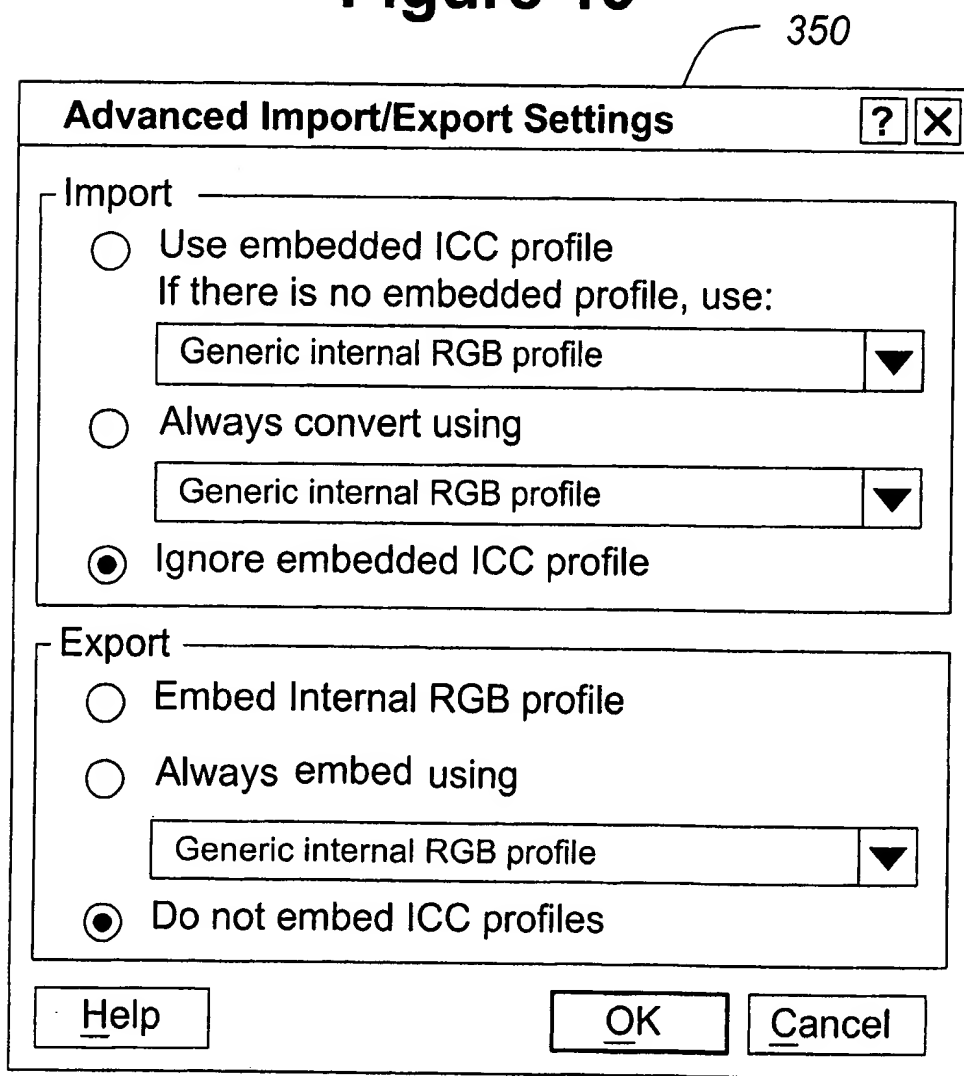 350
Advanced Import/Export Settings ? X
Import
Use embedded ICC profile
If there is no embedded profile, use:
Generic internal RGB profile
Always convert using
Generic internal RGB profile
Ignore embedded ICC profile
Export
Embed Internal RGB profile
Always embed using
Generic internal RGB profile
Do not embed ICC profiles
Help OK Cancel